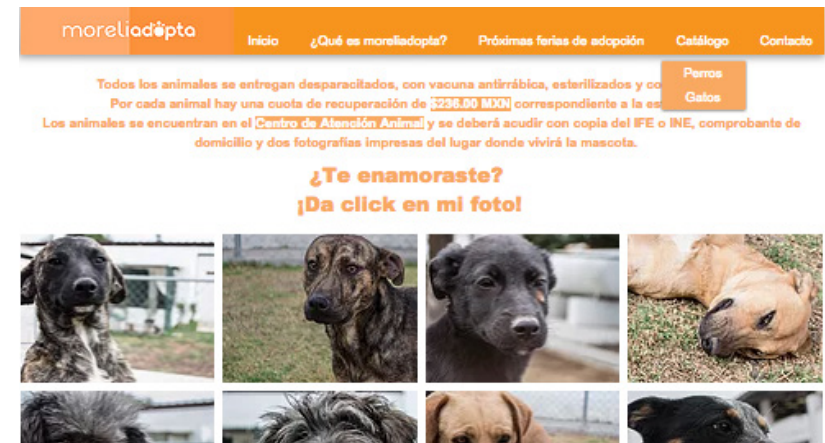 moreliadopta
Inicio ¿Qué es moreliadopta? Próximas ferias de adopción Catálogo Contacto
Perros
Gatos
Todos los animales se entregan desparacitados, con vacuna antirrábica, esterilizados y co
Por cada animal hay una cuota de recuperación de $236.00 MXN correspondiente a la es
Los animales se encuentran en el Centro de Atención Animal y se deberá acudir con copia del IFE o INE, comprobante de
domicilio y dos fotografías impresas del lugar donde vivirá la mascota.
¿Te enamoraste?
¡Da click en mi foto!